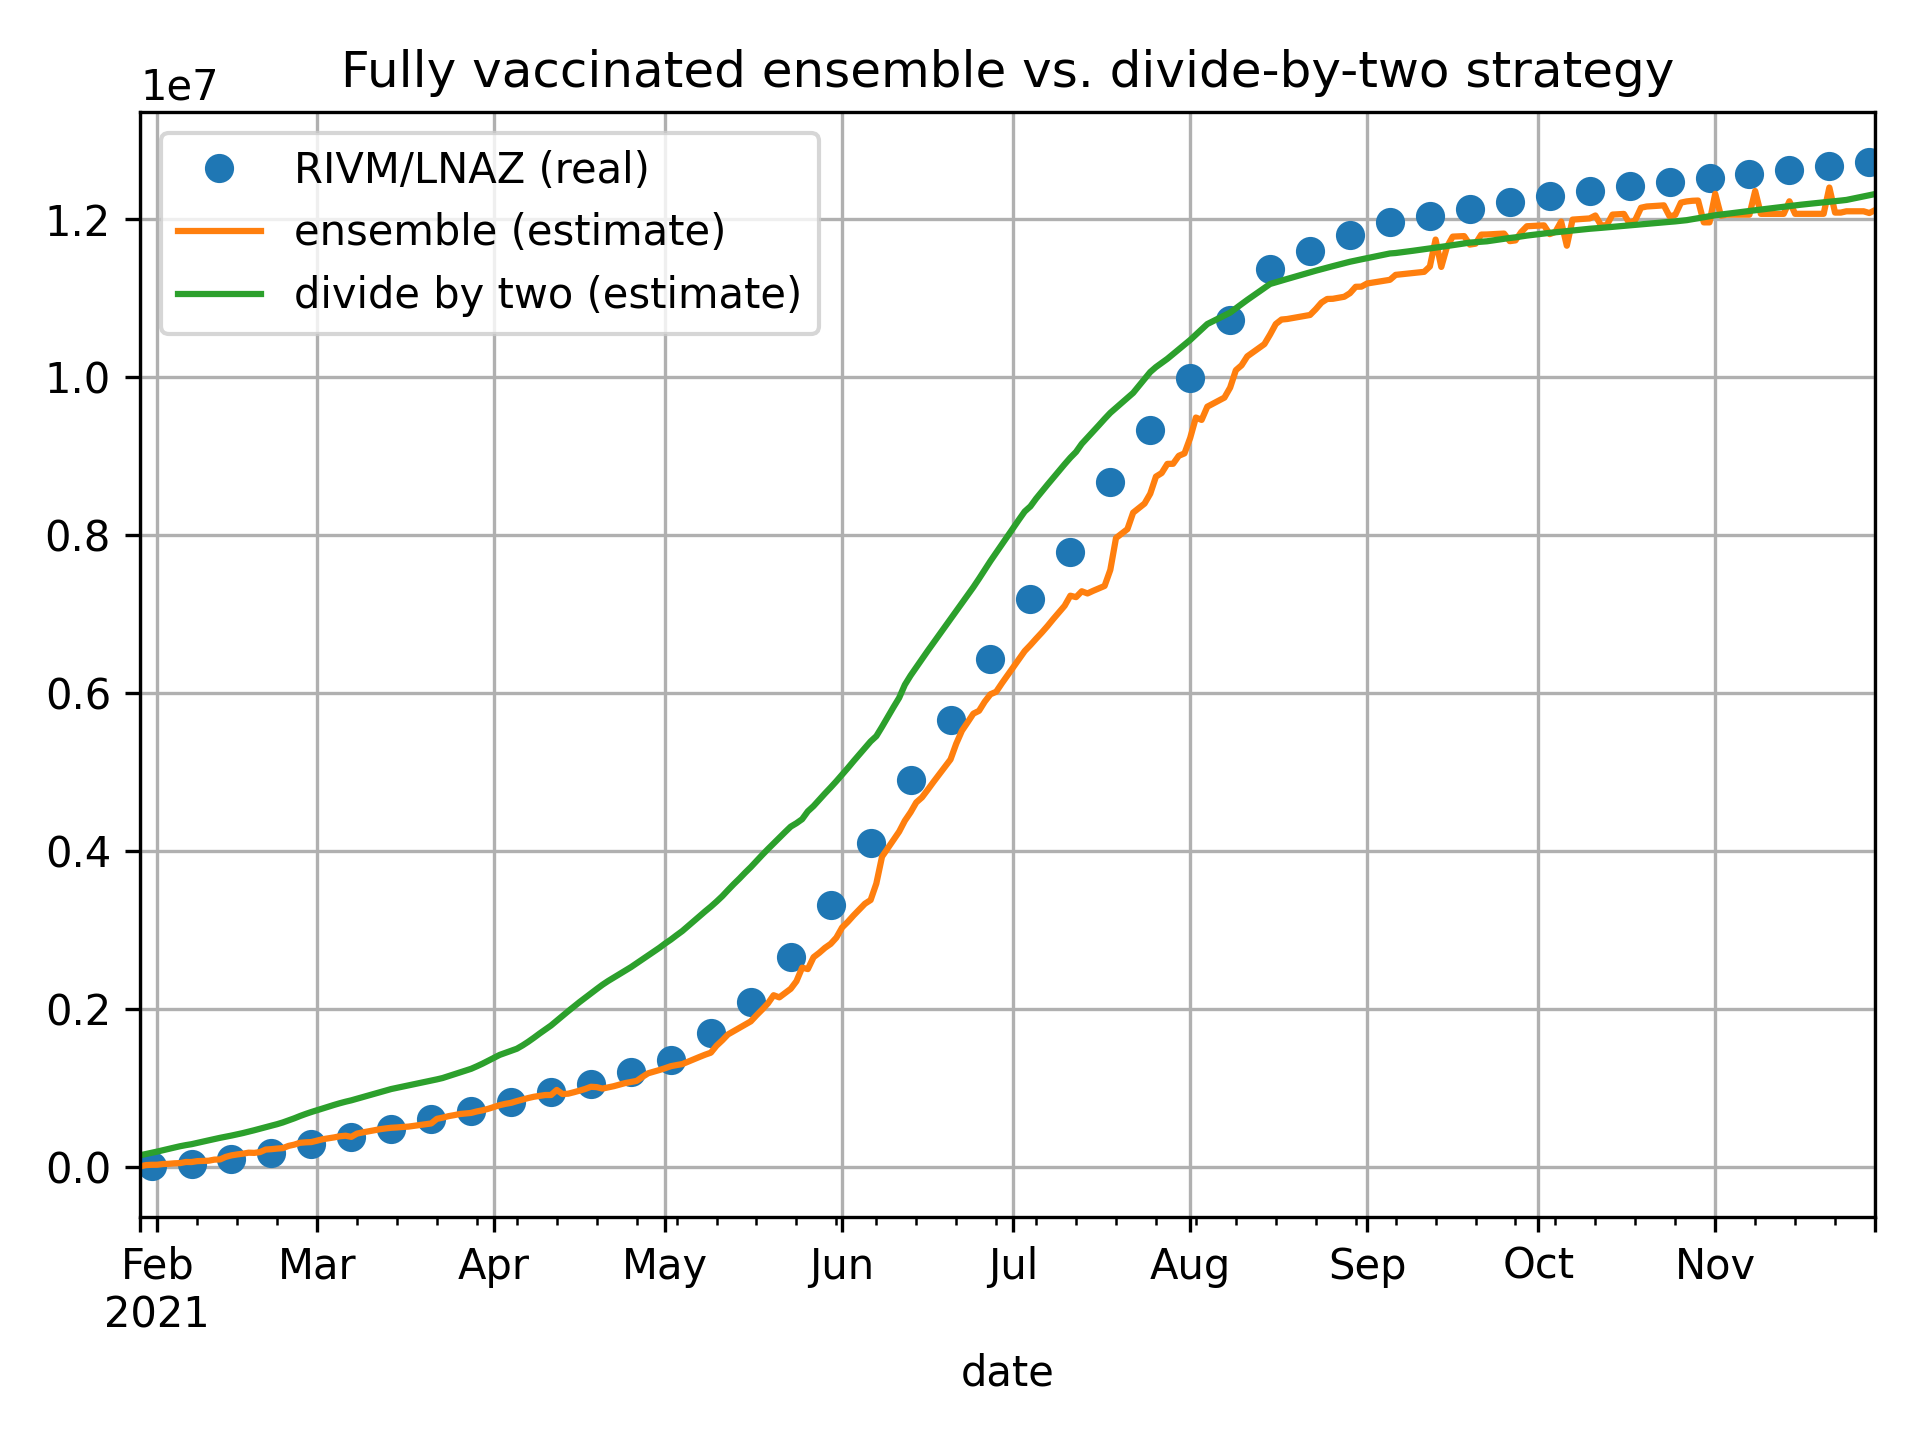 Fully vaccinated ensemble vs. divide-by-two strategy
1e7
RIVM/LNAZ (real)
ensemble (estimate)
divide by two (estimate)
1.2
1.0
0.8
0.6
0.4
0.2
0.0
Feb Mar Apr May Jun Jul Aug Sep Oct Nov
2021
date